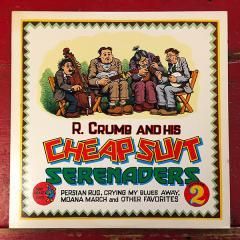 R. CRUMB AND HIS
CHEAP SUIT
SERENADERS
PERSIAN RUG, CRYING MY BLUES AWAY,
MOANA MARCH AND OTHER FAVORITES
2